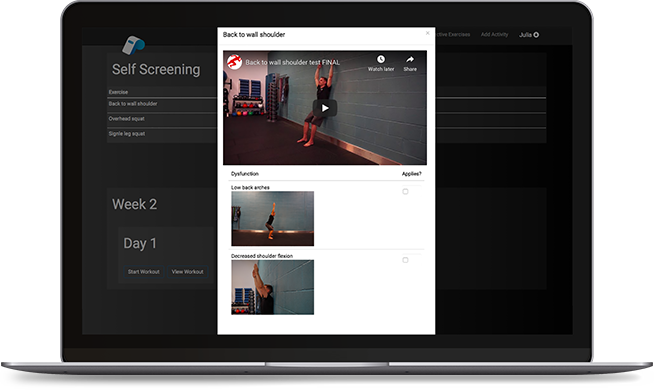 Back to wall shoulder ×
ctive Exercises Add Activity Julia
Self Screening
Exercise
Back to wall shoulder
Overhead squat
Signle leg squat
Back to wall shoulder test FINAL
Watch later Share
Dysfunction Applies?
Low back arches
Decreased shoulder flexion
Week 2
Day 1
Start Workout View Workout